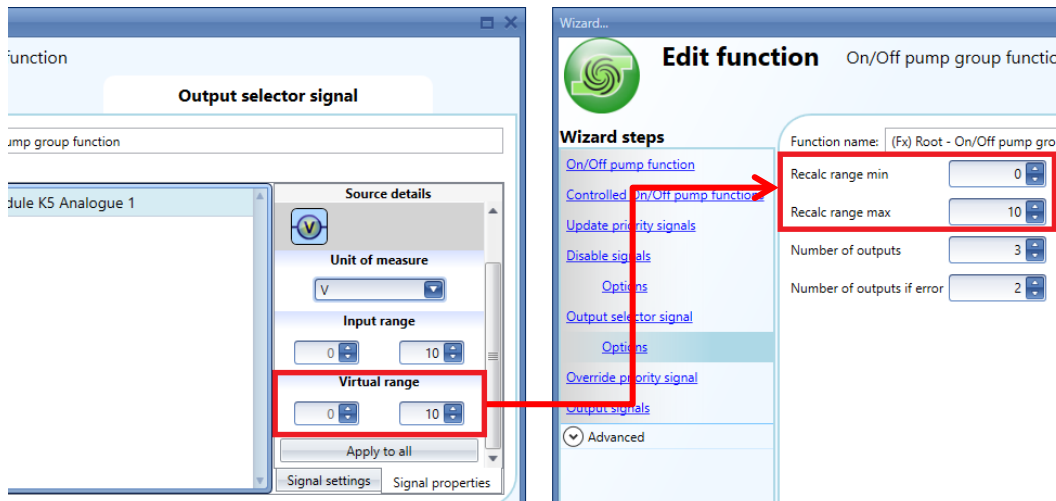 function
Output selector signal
ump group function
dule K5 Analogue 1
Source details
V
Unit of measure
V
Input range
0 10
Virtual range
0 10
Apply to all
Signal settings Signal properties
Wizard...
Edit function On/Off pump group functio
Wizard steps
On/Off pump function
Controlled On/Off pump functions
Update priority signals
Disable signals
Options
Output selector signal
Options
Override priority signal
Output signals
Advanced
Function name: (Fx) Root - On/Off pump gro
Recalc range min 0
Recalc range max 10
Number of outputs 3
Number of outputs if error 2